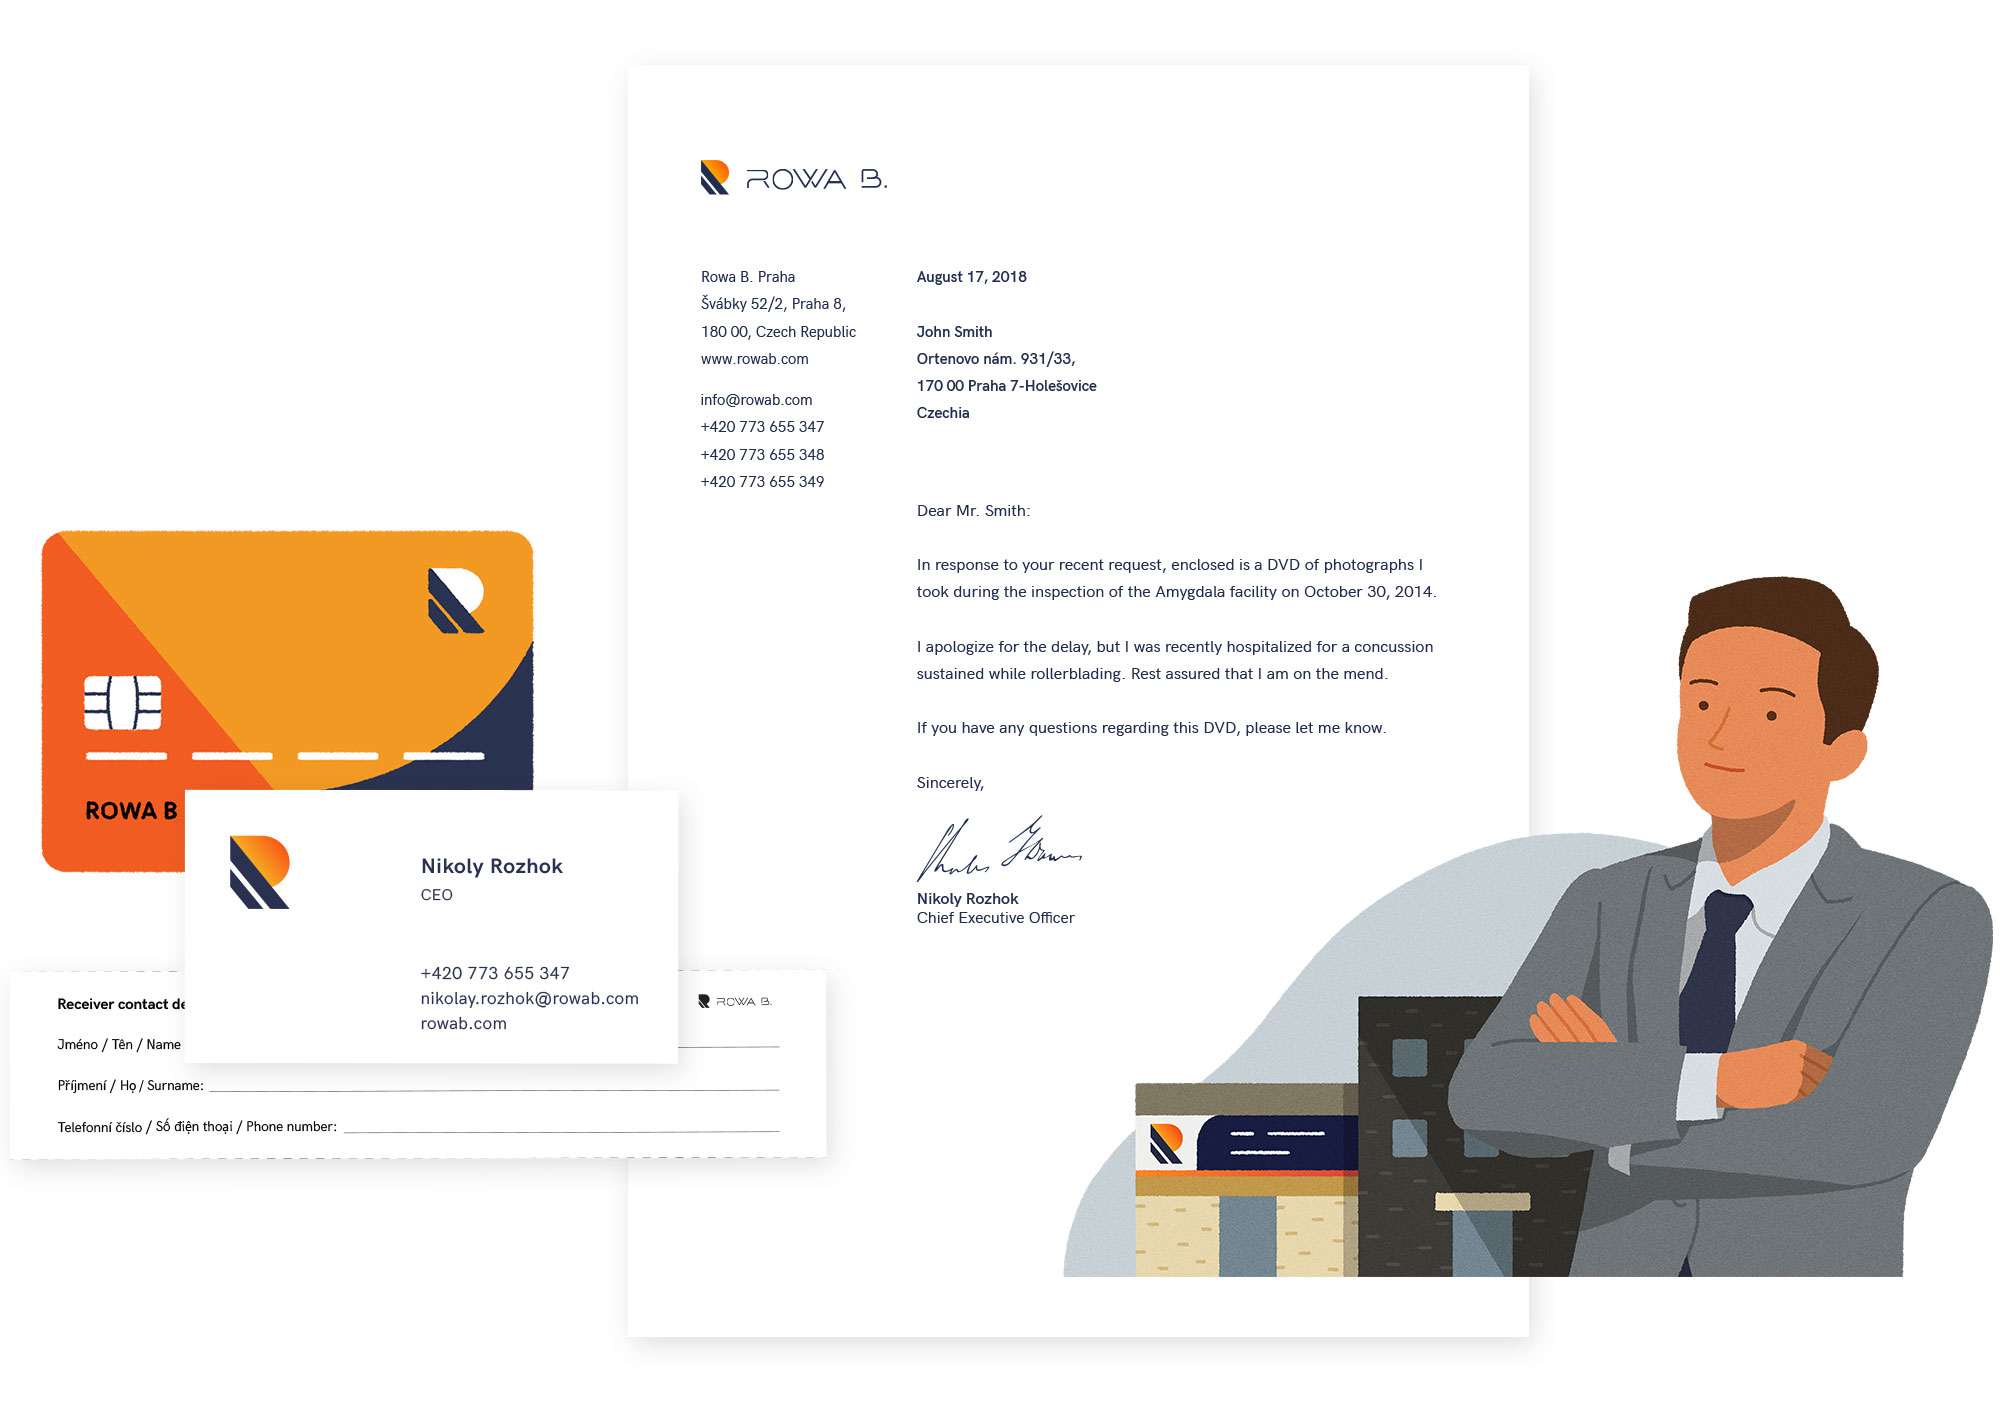 ROWA B.
Rowa B. Praha
Švábky 52/2, Praha 8,
180 00, Czech Republic
www.rowab.com
info@rowab.com
+420 773 655 347
+420 773 655 348
+420 773 655 349
August 17, 2018
John Smith
Ortenovo nám. 931/33,
170 00 Praha 7-Holešovice
Czechia
Dear Mr. Smith:
In response to your recent request, enclosed is a DVD of photographs I
took during the inspection of the Amygdala facility on October 30, 2014.
I apologize for the delay, but I was recently hospitalized for a concussion
sustained while rollerblading. Rest assured that I am on the mend.
If you have any questions regarding this DVD, please let me know.
Sincerely,
Nikoly Rozhok
Chief Executive Officer
ROWA B
Nikoly Rozhok
CEO
+420 773 655 347
nikolay.rozhok@rowab.com
rowab.com
Receiver contact de
ROWA B.
Jméno / Tên / Name
Příjmení / Họ / Surname:
Telefonní číslo / Số điện thoại / Phone number: